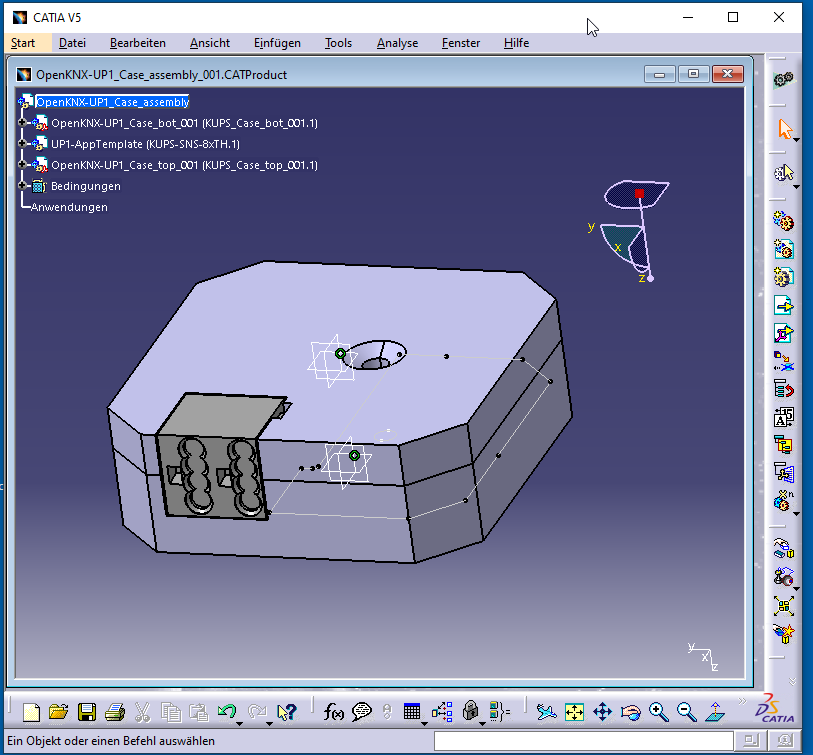 CATIA V5
Start Datei Bearbeiten Ansicht Einfügen Tools Analyse Fenster Hilfe
OpenKNX-UP1_Case_assembly_001.CATProduct
OpenKNX-UP1_Case_assembly
OpenKNX-UP1_Case_bot_001 (KUPS_Case_bot_001.1)
UP1-AppTemplate (KUPS-SNS-8xTH.1)
OpenKNX-UP1_Case_top_001 (KUPS_Case_top_001.1)
Bedingungen
Anwendungen
y
x
z
y
x
z
f(x)
CATIA
Ein Objekt oder einen Befehl auswählen